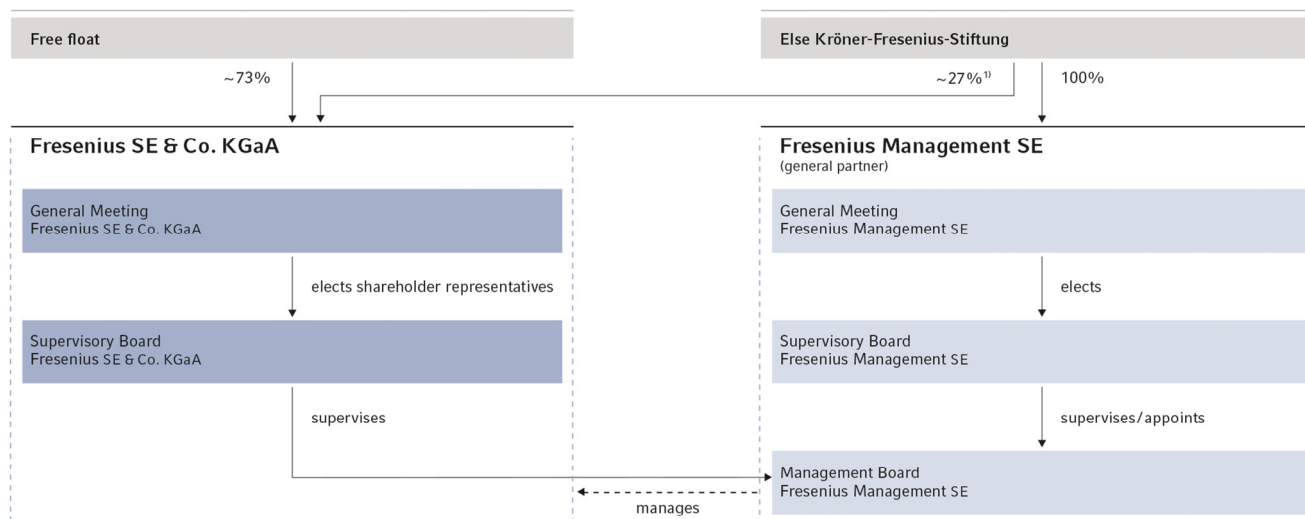 Free float
Else Kröner-Fresenius-Stiftung
~73%
~27%¹⁾
100%
Fresenius SE & Co. KGaA
Fresenius Management SE
(general partner)
General Meeting
Fresenius SE & Co. KGaA
General Meeting
Fresenius Management SE
elects shareholder representatives
elects
Supervisory Board
Fresenius SE & Co. KGaA
Supervisory Board
Fresenius Management SE
supervises
supervises/appoints
Management Board
Fresenius Management SE
manages